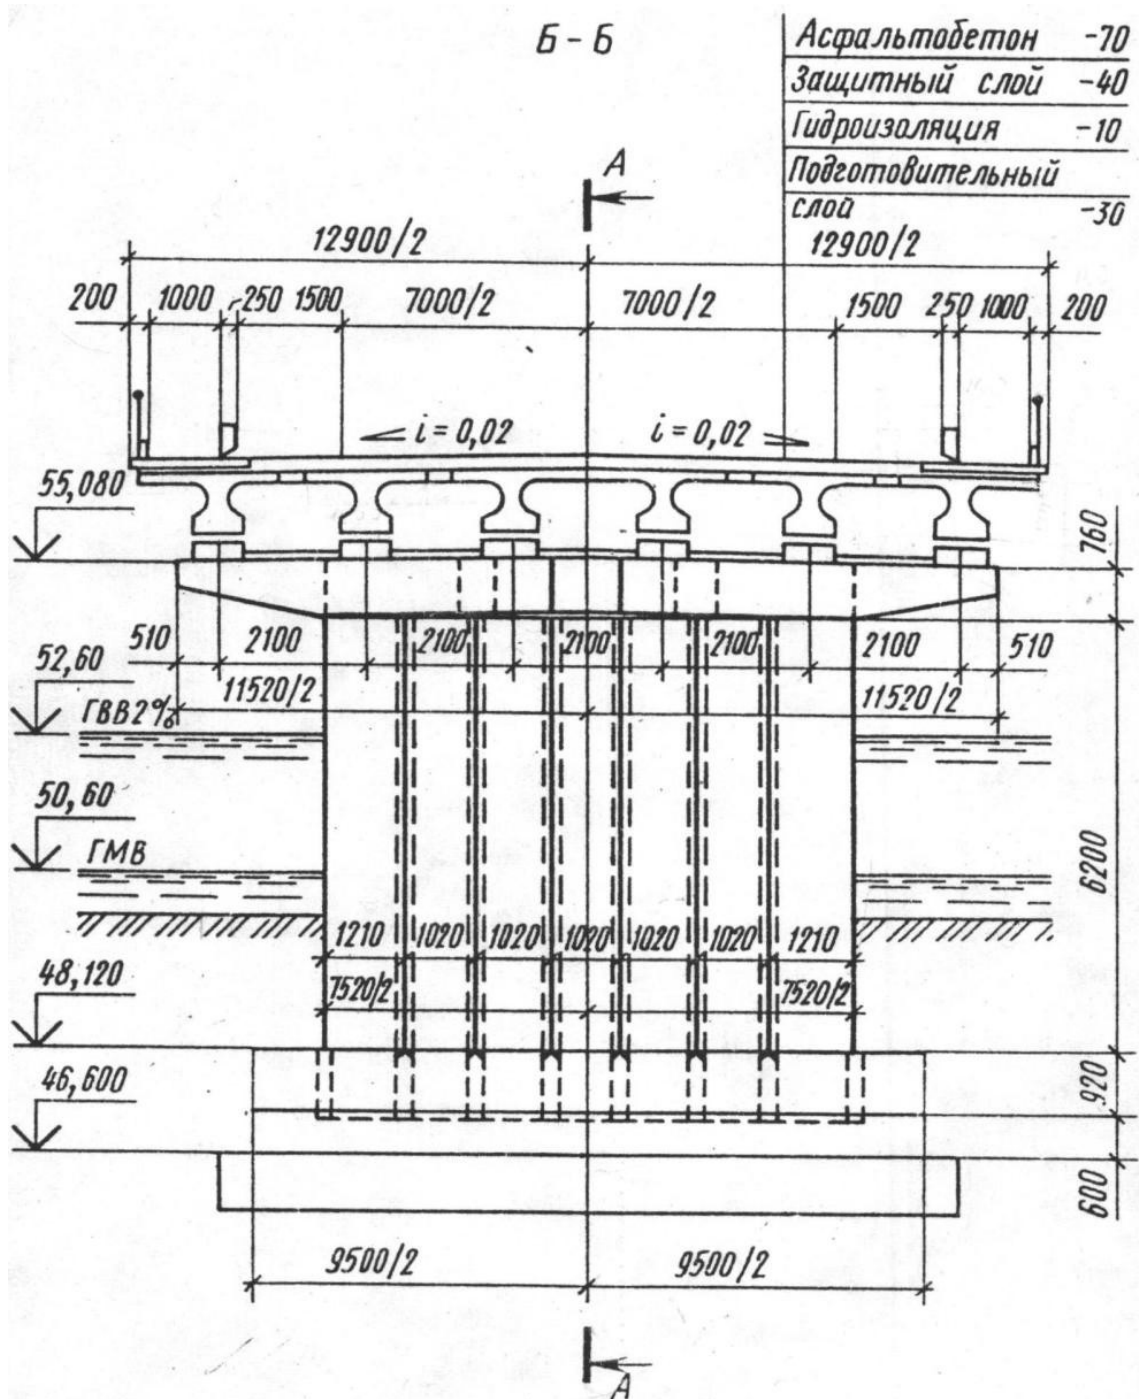 Б - Б
Асфальтобетон -70
Защитный слой -40
Гидроизоляция -10
Подготовительный
слой -30
А
12900/2 12900/2
200 1000 250 1500 7000/2 7000/2 1500 250 1000 200
i = 0,02 i = 0,02
55,080
760
510 2100 2100 2100 2100 2100 510
52,60
11520/2 11520/2
ГВВ2%
50,60
ГМВ
6200
1210 1020 1020 1020 1020 1020 1210
48,120
7520/2 7520/2
46,600
920
600
9500/2 9500/2
А